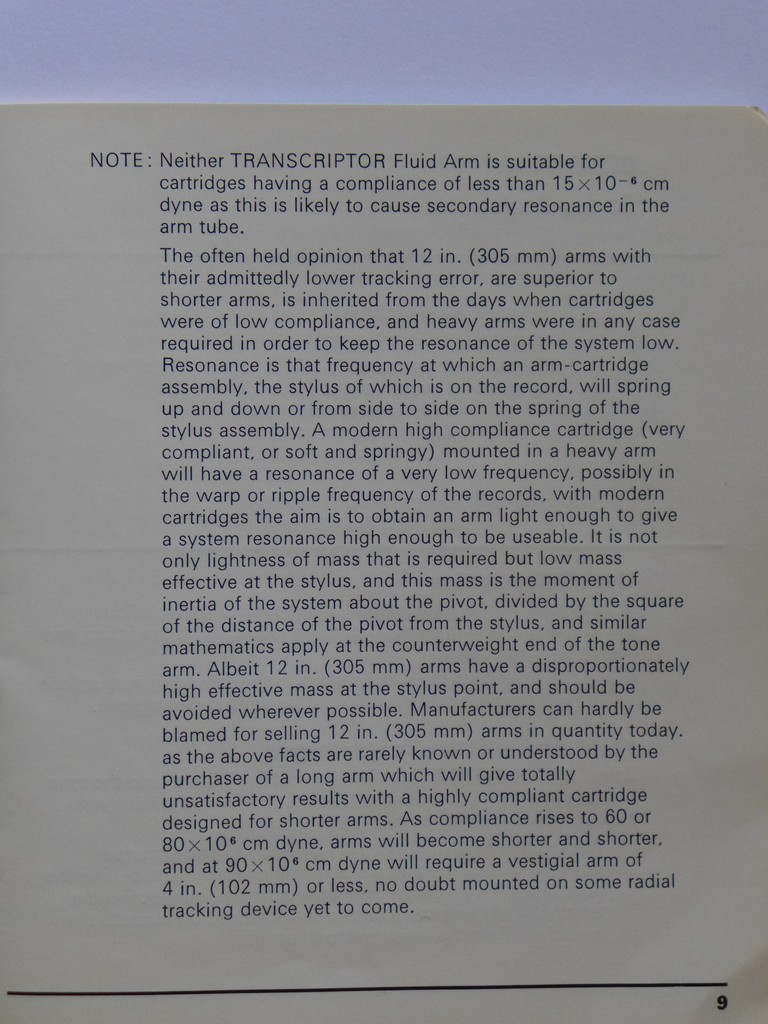 NOTE: Neither TRANSCRIPTOR Fluid Arm is suitable for
cartridges having a compliance of less than 15×10⁻⁶ cm
dyne as this is likely to cause secondary resonance in the
arm tube.
The often held opinion that 12 in. (305 mm) arms with
their admittedly lower tracking error, are superior to
shorter arms, is inherited from the days when cartridges
were of low compliance, and heavy arms were in any case
required in order to keep the resonance of the system low.
Resonance is that frequency at which an arm-cartridge
assembly, the stylus of which is on the record, will spring
up and down or from side to side on the spring of the
stylus assembly. A modern high compliance cartridge (very
compliant, or soft and springy) mounted in a heavy arm
will have a resonance of a very low frequency, possibly in
the warp or ripple frequency of the records, with modern
cartridges the aim is to obtain an arm light enough to give
a system resonance high enough to be useable. It is not
only lightness of mass that is required but low mass
effective at the stylus, and this mass is the moment of
inertia of the system about the pivot, divided by the square
of the distance of the pivot from the stylus, and similar
mathematics apply at the counterweight end of the tone
arm. Albeit 12 in. (305 mm) arms have a disproportionately
high effective mass at the stylus point, and should be
avoided wherever possible. Manufacturers can hardly be
blamed for selling 12 in. (305 mm) arms in quantity today.
as the above facts are rarely known or understood by the
purchaser of a long arm which will give totally
unsatisfactory results with a highly compliant cartridge
designed for shorter arms. As compliance rises to 60 or
80×10⁶ cm dyne, arms will become shorter and shorter,
and at 90×10⁶ cm dyne will require a vestigial arm of
4 in. (102 mm) or less, no doubt mounted on some radial
tracking device yet to come.
9